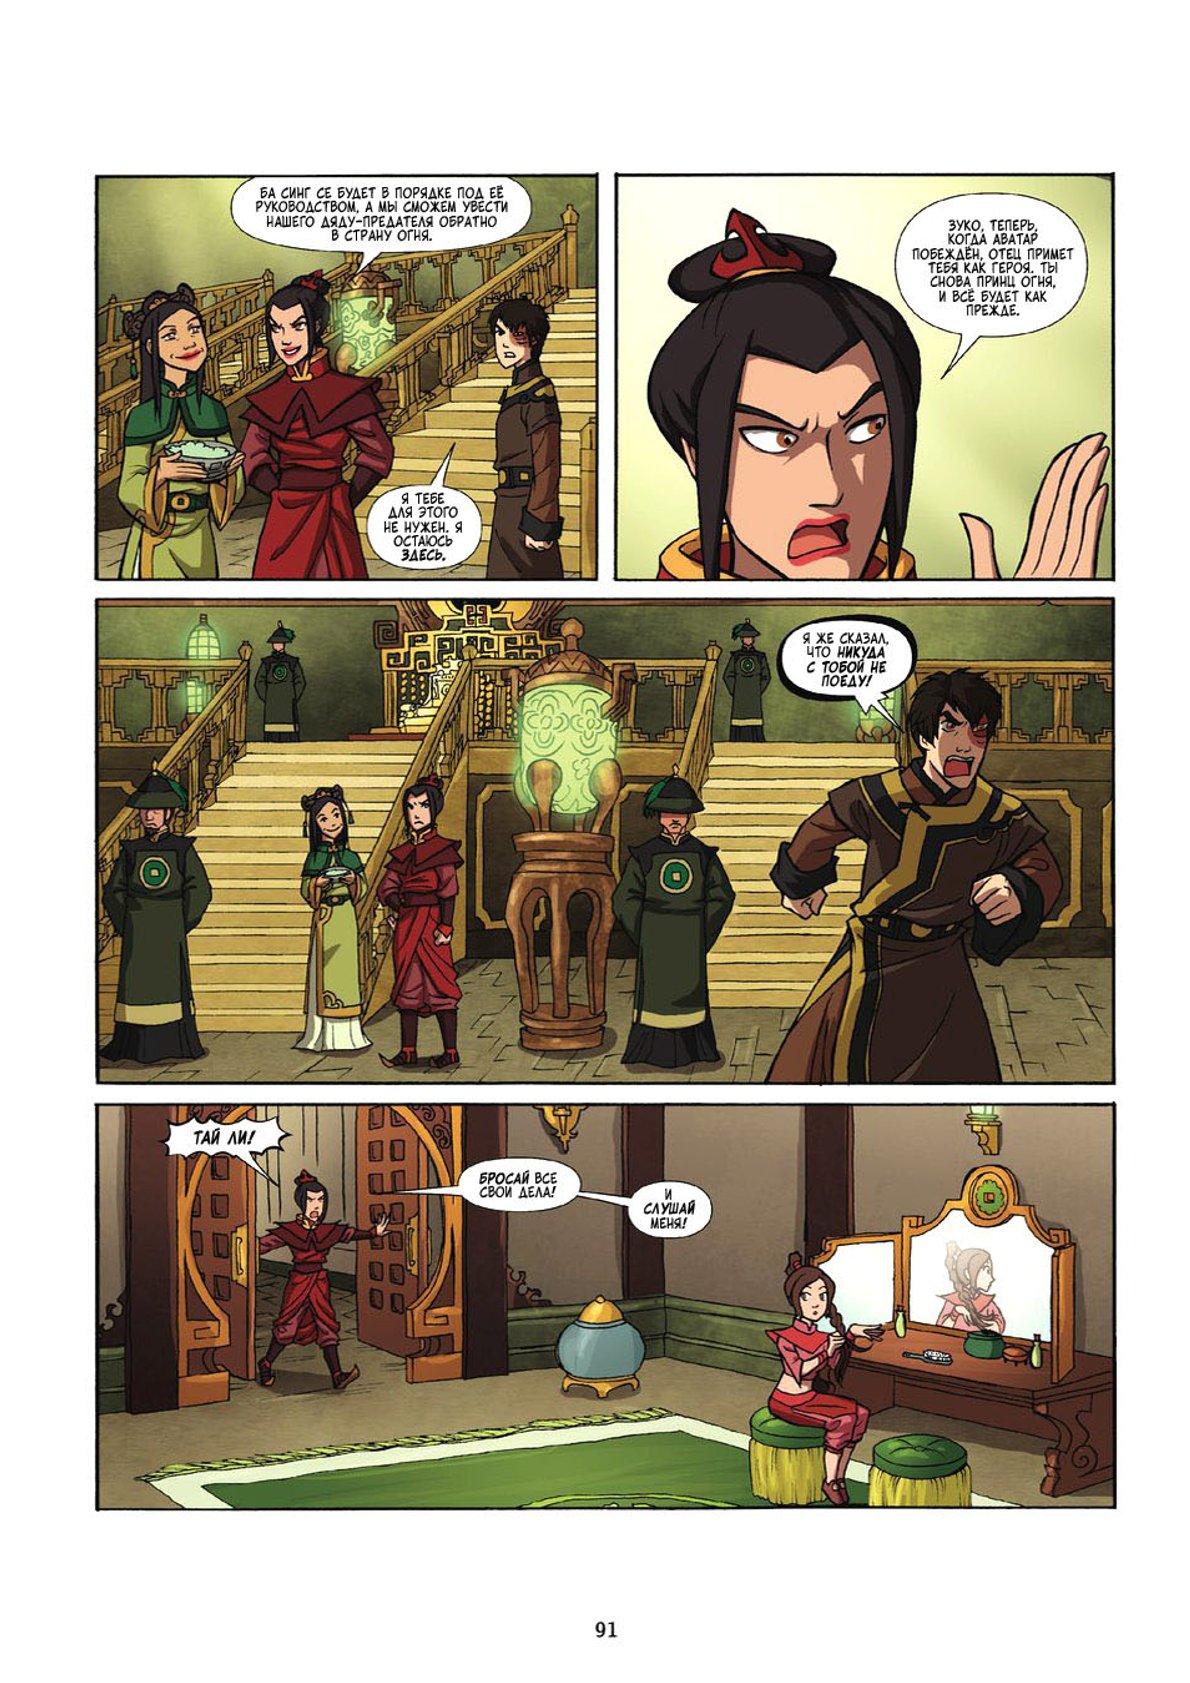 БА СИНГ СЕ БУДЕТ В ПОРЯДКЕ ПОД ЕЁ
РУКОВОДСТВОМ, А МЫ СМОЖЕМ УВЕСТИ
НАШЕГО ДЯДУ-ПРЕДАТЕЛЯ ОБРАТНО
В СТРАНУ ОГНЯ.
Я ТЕБЕ
ДЛЯ ЭТОГО
НЕ НУЖЕН. Я
ОСТАЮСЬ
ЗДЕСЬ.
ЗУКО, ТЕПЕРЬ,
КОГДА АВАТАР
ПОБЕЖДЁН, ОТЕЦ ПРИМЕТ
ТЕБЯ КАК ГЕРОЯ. ТЫ
СНОВА ПРИНЦ ОГНЯ,
И ВСЁ БУДЕТ КАК
ПРЕЖДЕ.
Я ЖЕ СКАЗАЛ,
ЧТО НИКУДА
С ТОБОЙ НЕ
ПОЕДУ!
ТАЙ ЛИ!
БРОСАЙ ВСЕ
СВОИ ДЕЛА!
И
СЛУШАЙ
МЕНЯ!
91